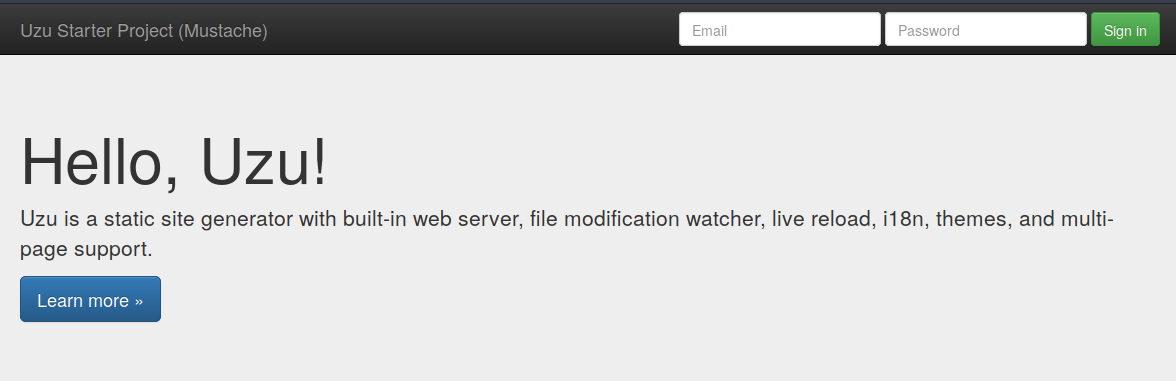 Uzu Starter Project (Mustache) Email Password Sign in
Hello, Uzu!
Uzu is a static site generator with built-in web server, file modification watcher, live reload, i18n, themes, and multi-
page support.
Learn more »